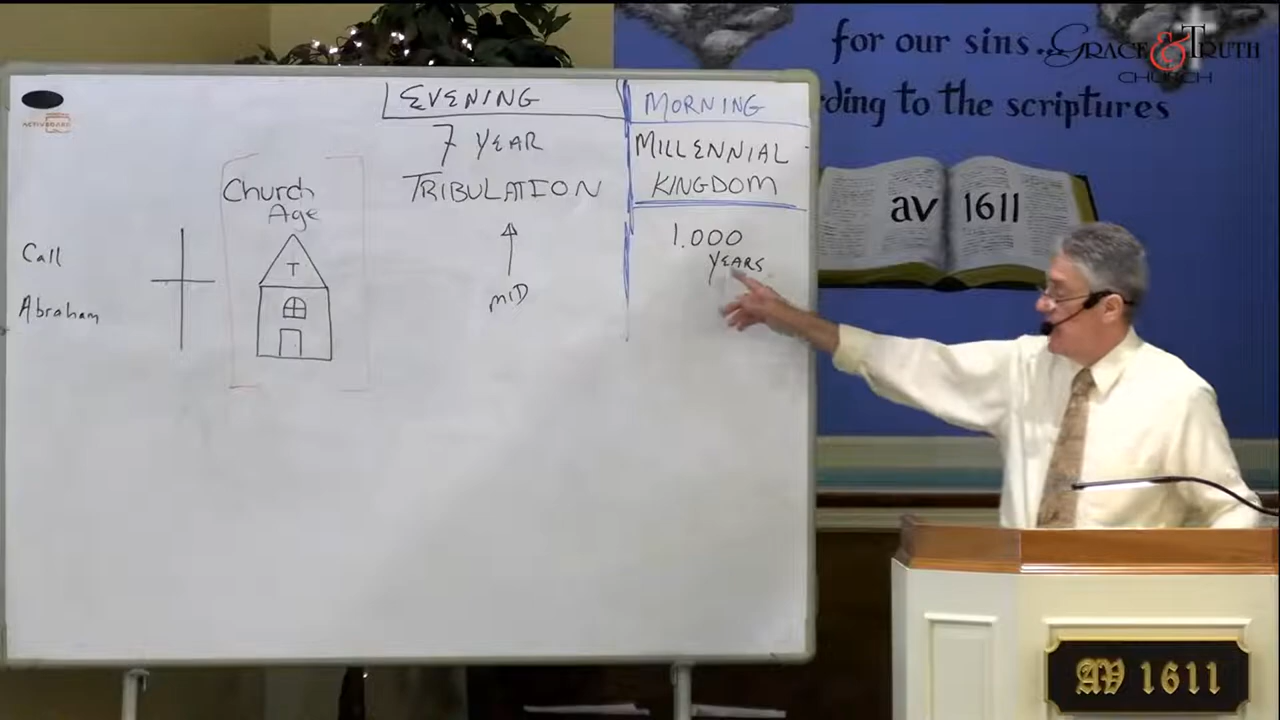 for our sins...
GRACE & TRUTH
CHURCH
rding to the scriptures
EVENING
MORNING
7 YEAR
TRIBULATION
MILLENNIAL
KINGDOM
Church
Age
1.000
YEARS
MID
Call
Abraham
T
av 1611
AV 1611